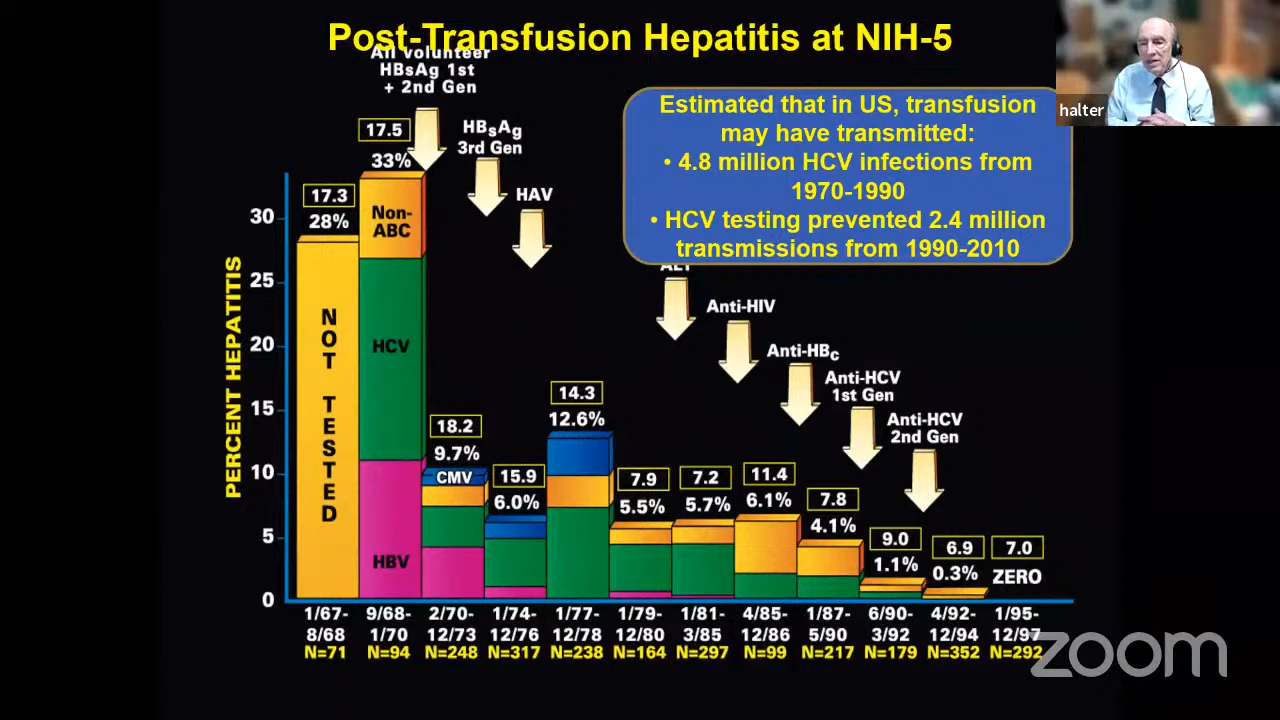 Post-Transfusion Hepatitis at NIH-5
halter
All volunteer
HBsAg 1st
+ 2nd Gen
HBsAg
3rd Gen
HAV
Estimated that in US, transfusion
may have transmitted:
• 4.8 million HCV infections from
1970-1990
• HCV testing prevented 2.4 million
transmissions from 1990-2010
ALT
Anti-HIV
Anti-HBc
Anti-HCV
1st Gen
Anti-HCV
2nd Gen
PERCENT HEPATITIS
30
25
20
15
10
5
0
17.3
28%
NOT TESTED
17.5
33%
Non-
ABC
HCV
HBV
18.2
9.7%
CMV
15.9
6.0%
14.3
12.6%
7.9
5.5%
7.2
5.7%
11.4
6.1%
7.8
4.1%
9.0
1.1%
6.9
0.3%
7.0
ZERO
1/67-
8/68
N=71
9/68-
1/70
N=94
2/70-
12/73
N=248
1/74-
12/76
N=317
1/77-
12/78
N=238
1/79-
12/80
N=164
1/81-
3/85
N=297
4/85-
12/86
N=99
1/87-
5/90
N=217
6/90-
3/92
N=179
4/92-
12/94
N=352
1/95-
12/97
N=292
zoom